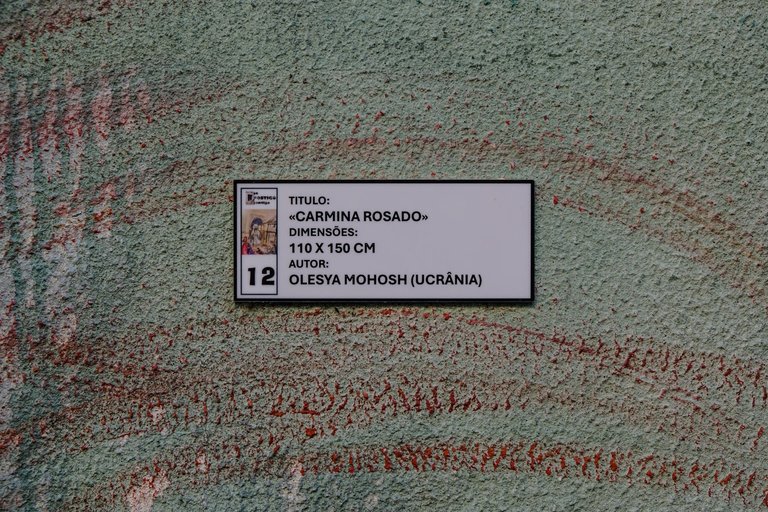 TITULO:
«CARMINA ROSADO»
DIMENSÕES:
110 X 150 CM
AUTOR:
OLESYA MOHOSH (UCRÂNIA)
12